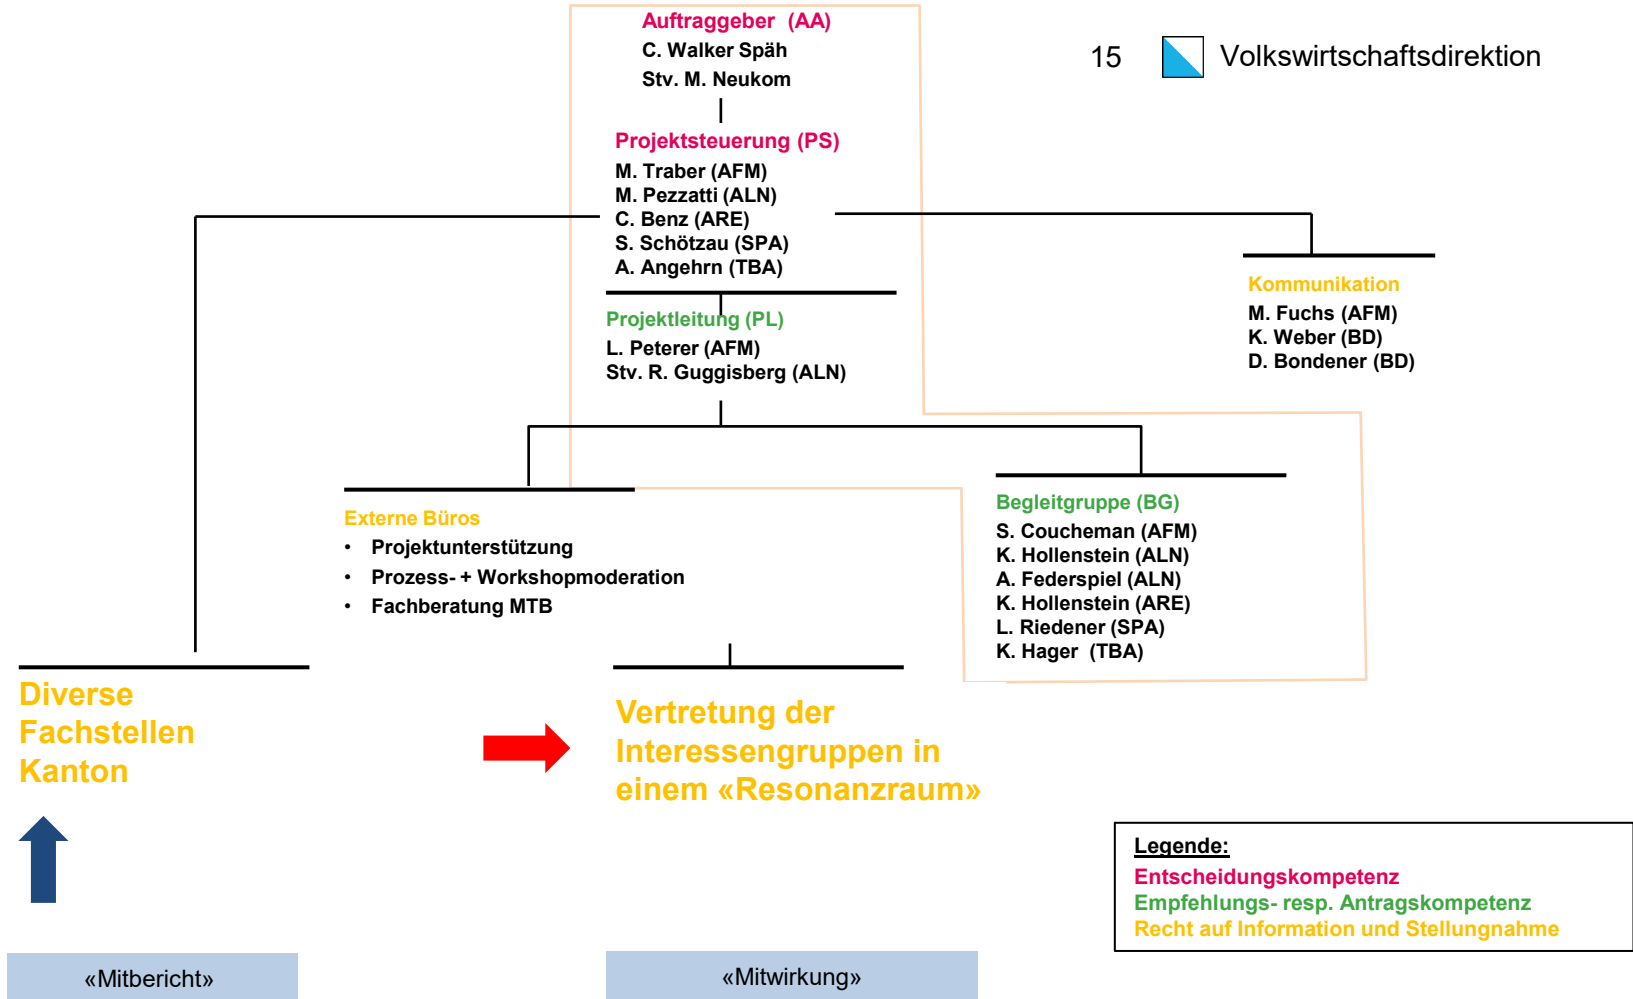 Auftraggeber (AA)
C. Walker Späh
Stv. M. Neukom
15
Volkswirtschaftsdirektion
Projektsteuerung (PS)
M. Traber (AFM)
M. Pezzatti (ALN)
C. Benz (ARE)
S. Schötzau (SPA)
A. Angehrn (TBA)
Kommunikation
M. Fuchs (AFM)
K. Weber (BD)
D. Bondener (BD)
Projektleitung (PL)
L. Peterer (AFM)
Stv. R. Guggisberg (ALN)
Externe Büros
• Projektunterstützung
• Prozess- + Workshopmoderation
• Fachberatung MTB
Begleitgruppe (BG)
S. Coucheman (AFM)
K. Hollenstein (ALN)
A. Federspiel (ALN)
K. Hollenstein (ARE)
L. Riedener (SPA)
K. Hager (TBA)
Diverse
Fachstellen
Kanton
Vertretung der
Interessengruppen in
einem «Resonanzraum»
Legende:
Entscheidungskompetenz
Empfehlungs- resp. Antragskompetenz
Recht auf Information und Stellungnahme
«Mitbericht»
«Mitwirkung»